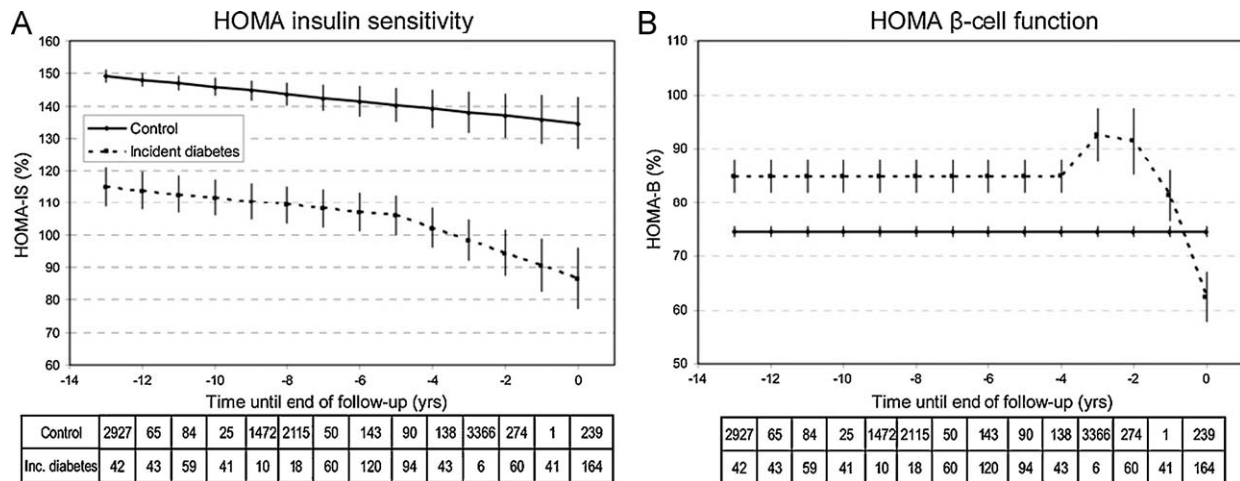 A
HOMA insulin sensitivity
160
150
140
130
120
110
100
90
80
70
60
HOMA-IS (%)
Control
Incident diabetes
-14 -12 -10 -8 -6 -4 -2 0
Time until end of follow-up (yrs)
Control 2927 65 84 25 1472 2115 50 143 90 138 3366 274 1 239
Inc. diabetes 42 43 59 41 10 18 60 120 94 43 6 60 41 164
B
HOMA β-cell function
110
100
90
80
70
60
50
HOMA-B (%)
-14 -12 -10 -8 -6 -4 -2 0
Time until end of follow-up (yrs)
2927 65 84 25 1472 2115 50 143 90 138 3366 274 1 239
42 43 59 41 10 18 60 120 94 43 6 60 41 164